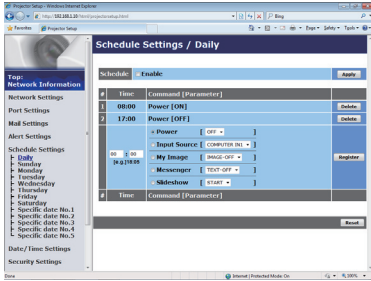 Projector Setup - Windows Internet Explorer
http://192.168.1.10/html/projectorsetup.html
Bing
Favorites Projector Setup
Page Safety Tools
Schedule Settings / Daily
Top:
Network Information
Network Settings
Port Settings
Mail Settings
Alert Settings
Schedule Settings
Daily
Sunday
Monday
Tuesday
Wednesday
Thursday
Friday
Saturday
Specific date No.1
Specific date No.2
Specific date No.3
Specific date No.4
Specific date No.5
Date/Time Settings
Security Settings
Schedule Enable Apply
# Time Command [Parameter]
1 08:00 Power [ON] Delete
2 17:00 Power [OFF] Delete
Power [ OFF ]
Input Source [ COMPUTER IN1 ]
00 : 00 My Image [ IMAGE-OFF ] Register
[e.g.]18:05
Messenger [ TEXT-OFF ]
Slideshow [ START ]
# Time Command [Parameter]
Reset
Done
Internet | Protected Mode: On
100%